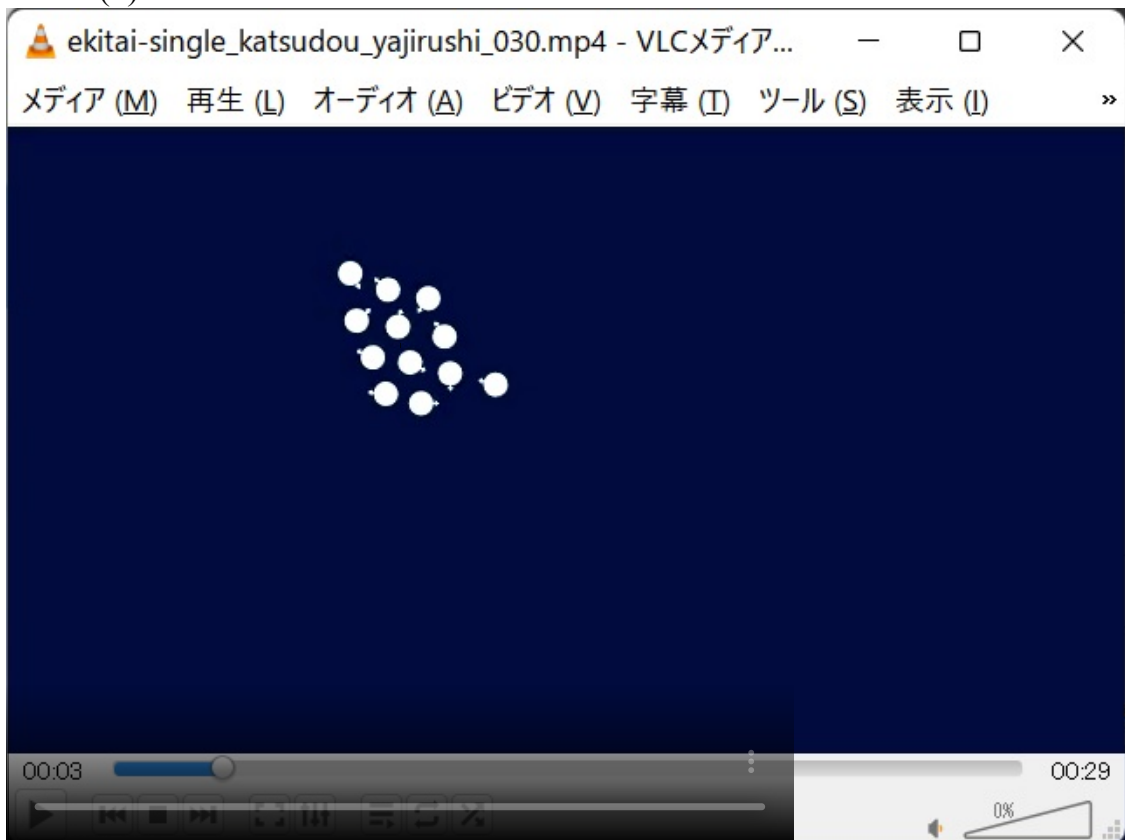 ekitai-single_katsudou_yajirushi_030.mp4 - VLCメディア...
メディア (M) 再生 (L) オーディオ (A) ビデオ (V) 字幕 (T) ツール (S) 表示 (I) »
00:03 00:29
0%